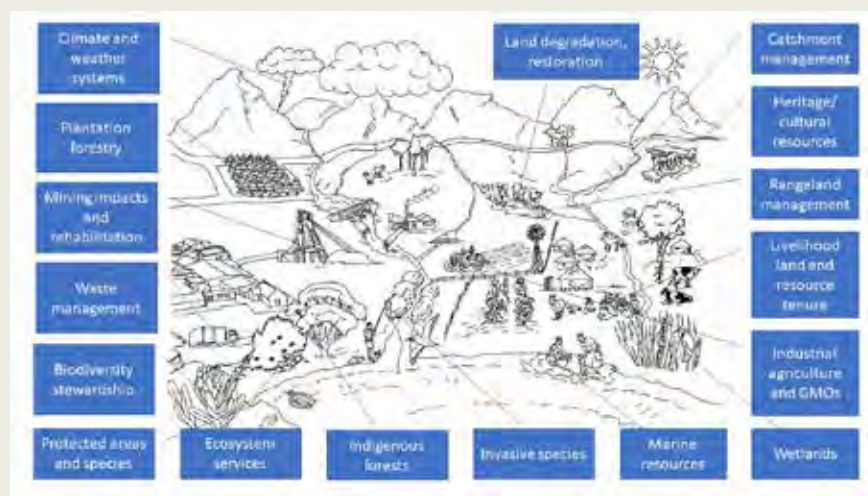 Climate and
weather
systems
Land degradation,
restoration
Catchment
management
Plantation
forestry
Heritage/
cultural
resources
Mining impacts
and
rehabilitation
Rangeland
management
Waste
management
Livelihood
land end
resource
tenure
Biodiversity
stewardship
Industrial
agriculture
and GMOs
Protected areas
and species
Ecosystem
services
Indigenous
forests
Invasive species
Marine
resources
Wetlands